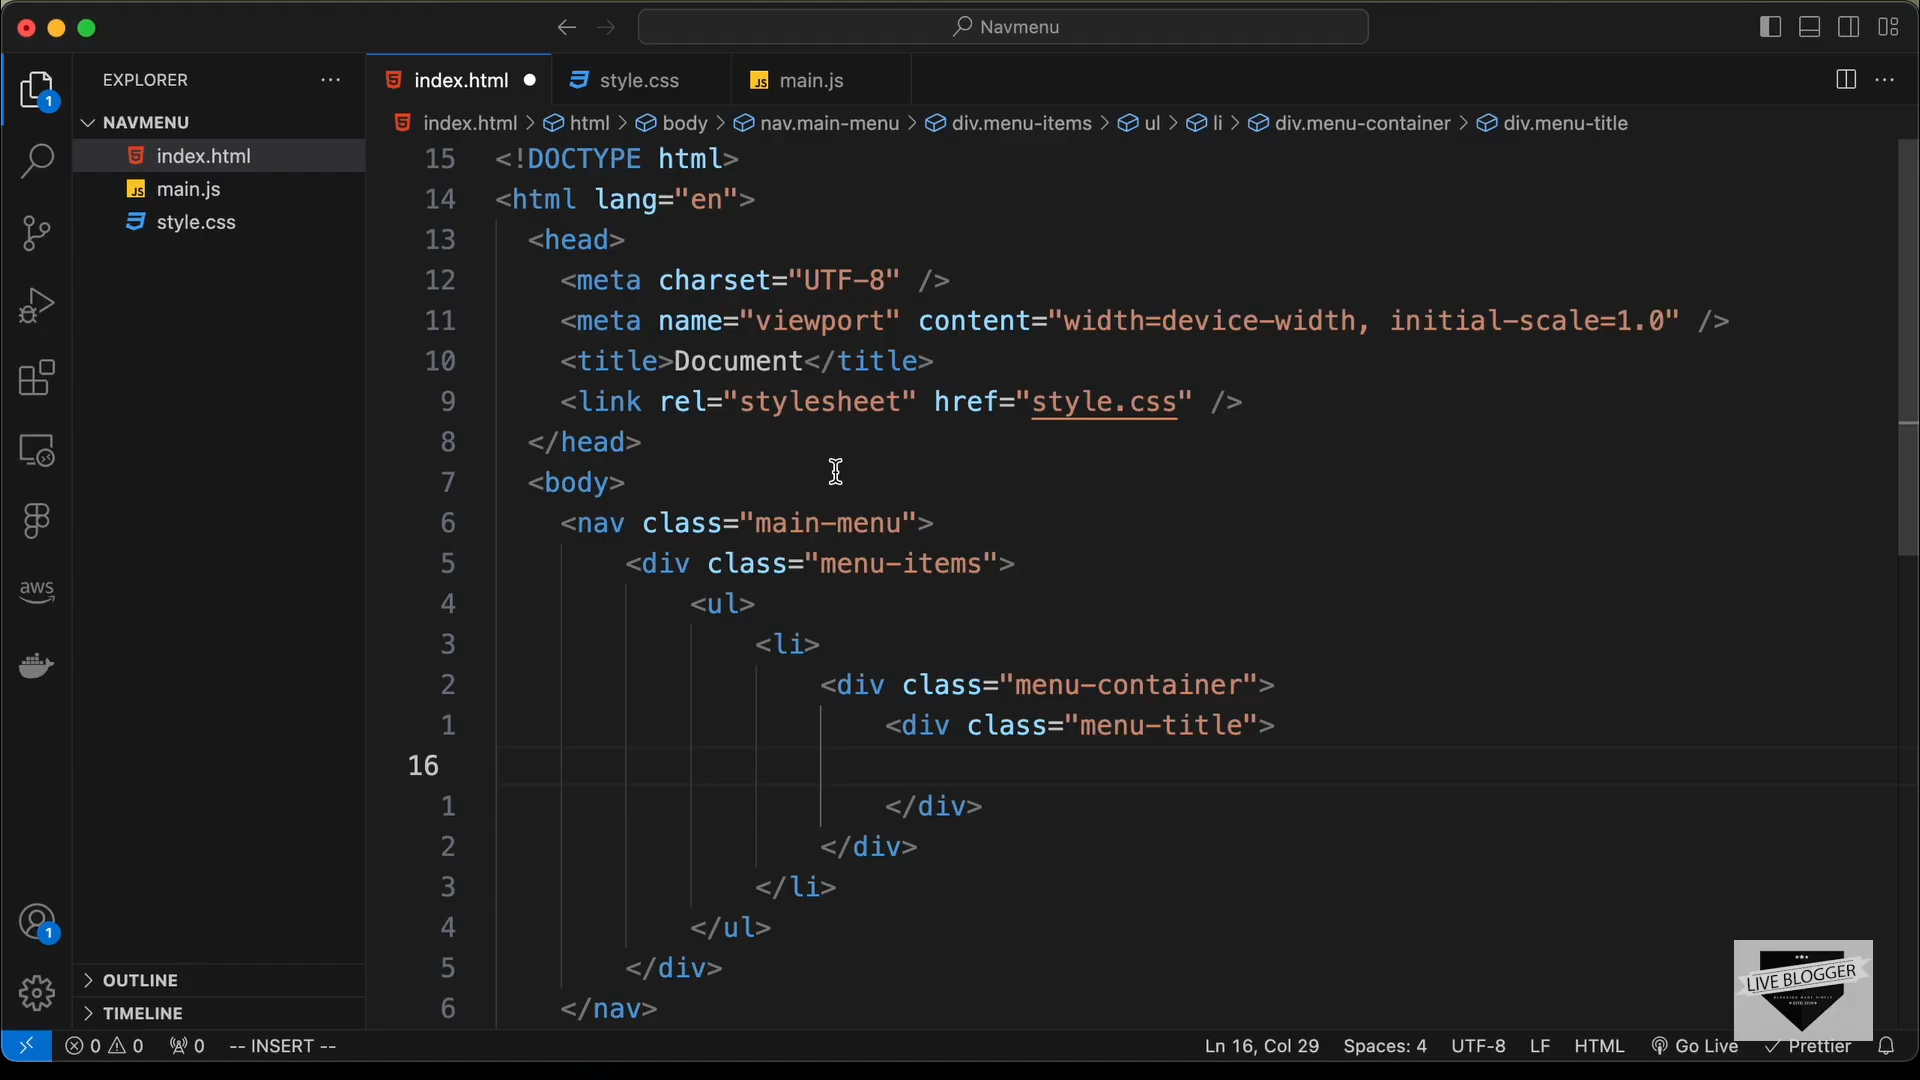 Navmenu
EXPLORER
index.html
style.css
JS main.js
1
NAVMENU
index.html
JS main.js
style.css
index.html > html > body > nav.main-menu > div.menu-items > ul > li > div.menu-container > div.menu-title
15 <!DOCTYPE html>
14 <html lang="en">
13 <head>
12 <meta charset="UTF-8" />
11 <meta name="viewport" content="width=device-width, initial-scale=1.0" />
10 <title>Document</title>
9 <link rel="stylesheet" href="style.css" />
8 </head>
7 <body>
6 <nav class="main-menu">
5 <div class="menu-items">
4 <ul>
3 <li>
2 <div class="menu-container">
1 <div class="menu-title">
16
1 </div>
2 </div>
3 </li>
4 </ul>
5 </div>
6 </nav>
aws
1
OUTLINE
TIMELINE
LIVE BLOGGER
0 0 0 -- INSERT -- Ln 16, Col 29 Spaces: 4 UTF-8 LF HTML Go Live Prettier